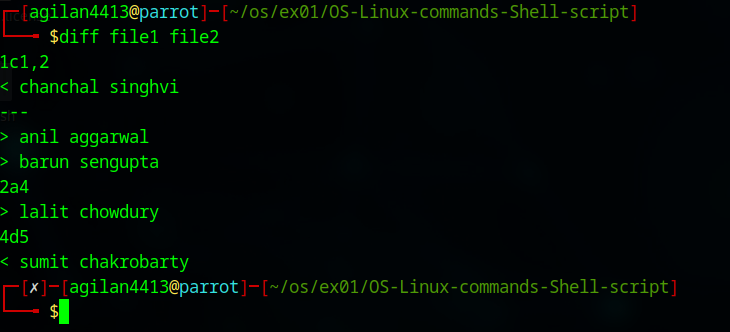 ┌─[agilan4413@parrot]─[~/os/ex01/OS-Linux-commands-Shell-script]
└──╼ $diff file1 file2
1c1,2
< chanchal singhvi
---
> anil aggarwal
> barun sengupta
2a4
> lalit chowdury
4d5
< sumit chakrobarty
┌─[✗]─[agilan4413@parrot]─[~/os/ex01/OS-Linux-commands-Shell-script]
└──╼ $